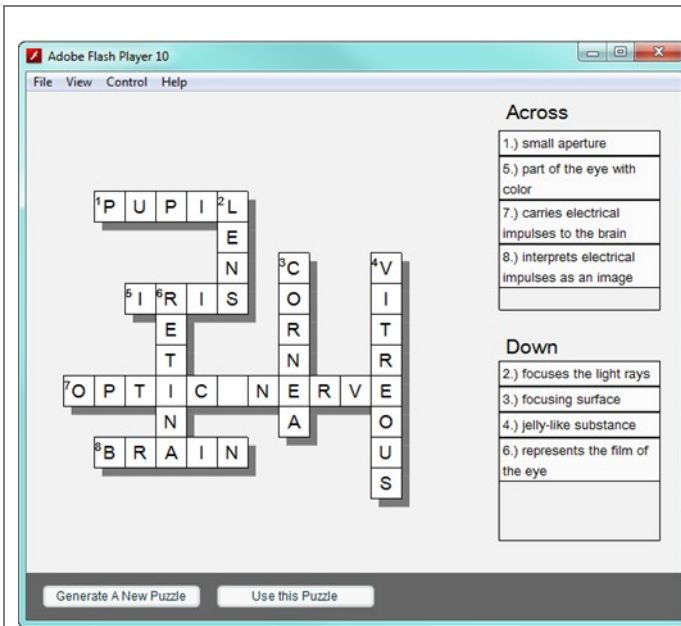 Adobe Flash Player 10
File View Control Help
Across
1.) small aperture
5.) part of the eye with
color
7.) carries electrical
impulses to the brain
8.) interprets electrical
impulses as an image
Down
2.) focuses the light rays
3.) focusing surface
4.) jelly-like substance
6.) represents the film of
the eye
1 P U P I 2 L
E
N 3 C 4 V
5 I 6 R I S O I
E R T
T N R
7 O P T I C N E R V E
N A O
8 B R A I N U
S
Generate A New Puzzle Use this Puzzle